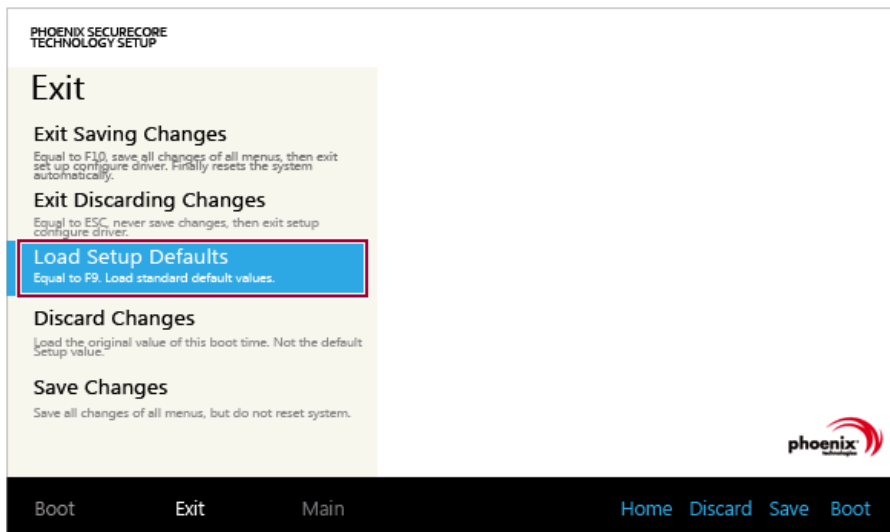 PHOENIX SECURECORE
TECHNOLOGY SETUP
Exit
Exit Saving Changes
Equal to F10, save all changes of all menus, then exit
set up configure driver. Finally resets the system
automatically.
Exit Discarding Changes
Equal to ESC, never save changes, then exit setup
configure driver.
Load Setup Defaults
Equal to F9. Load standard default values.
Discard Changes
Load the original value of this boot time. Not the default
Setup value.
Save Changes
Save all changes of all menus, but do not reset system.
phoenix
technologies
Boot Exit Main Home Discard Save Boot